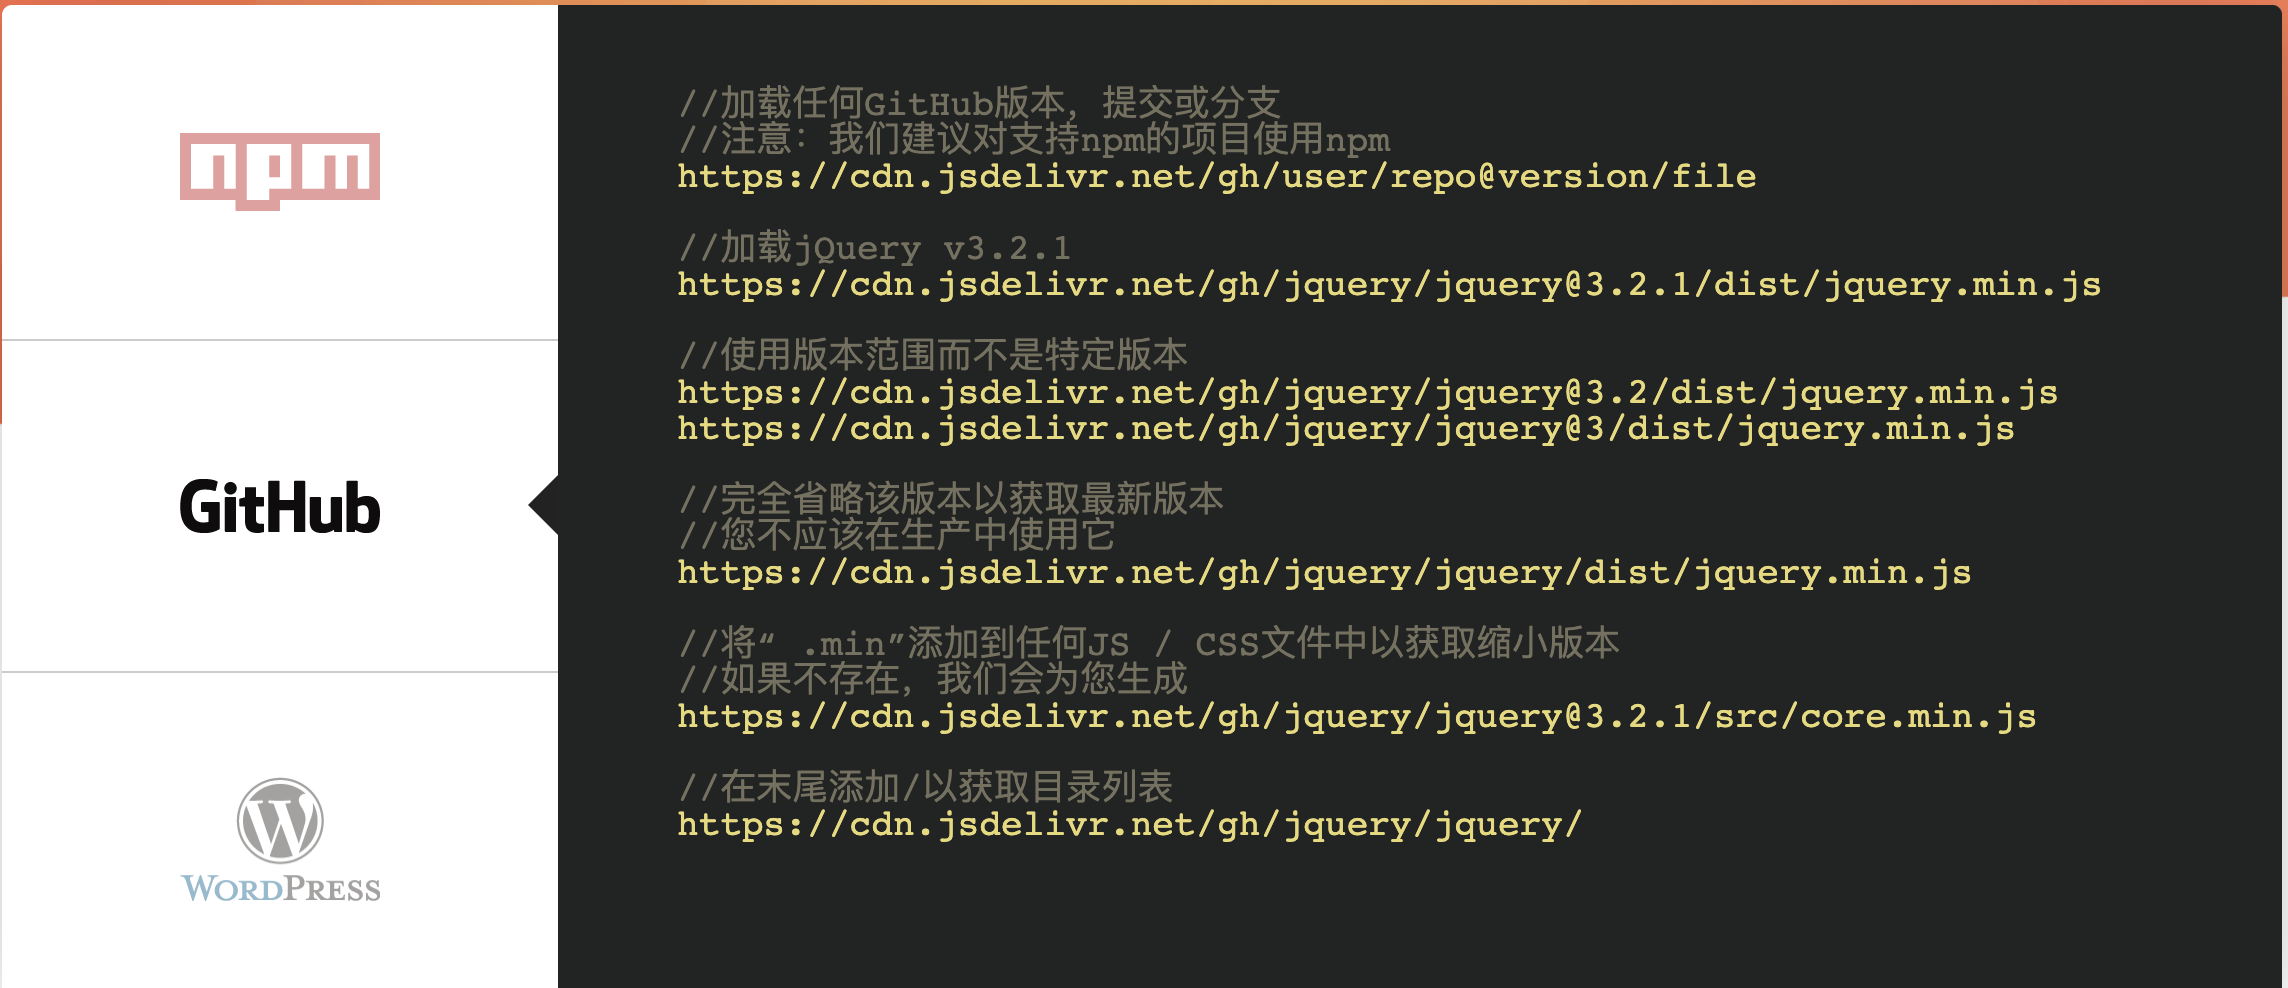 npm
GitHub
WORDPRESS
//加载任何GitHub版本，提交或分支
//注意：我们建议对支持npm的项目使用npm
https://cdn.jsdelivr.net/gh/user/repo@version/file
//加载jQuery v3.2.1
https://cdn.jsdelivr.net/gh/jquery/jquery@3.2.1/dist/jquery.min.js
//使用版本范围而不是特定版本
https://cdn.jsdelivr.net/gh/jquery/jquery@3.2/dist/jquery.min.js
https://cdn.jsdelivr.net/gh/jquery/jquery@3/dist/jquery.min.js
//完全省略该版本以获取最新版本
//您不应该在生产中使用它
https://cdn.jsdelivr.net/gh/jquery/jquery/dist/jquery.min.js
//将“ .min”添加到任何JS / CSS文件中以获取缩小版本
//如果不存在，我们会为您生成
https://cdn.jsdelivr.net/gh/jquery/jquery@3.2.1/src/core.min.js
//在末尾添加/以获取目录列表
https://cdn.jsdelivr.net/gh/jquery/jquery/